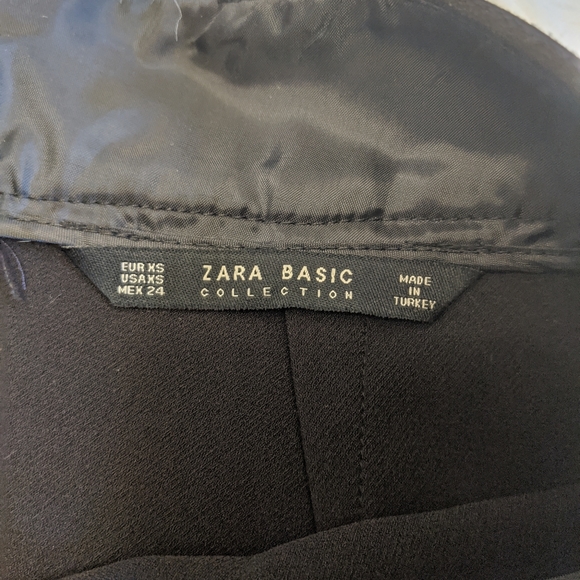 EUR XS
USA XS
MEX 24
ZARA BASIC
COLLECTION
MADE
IN
TURKEY